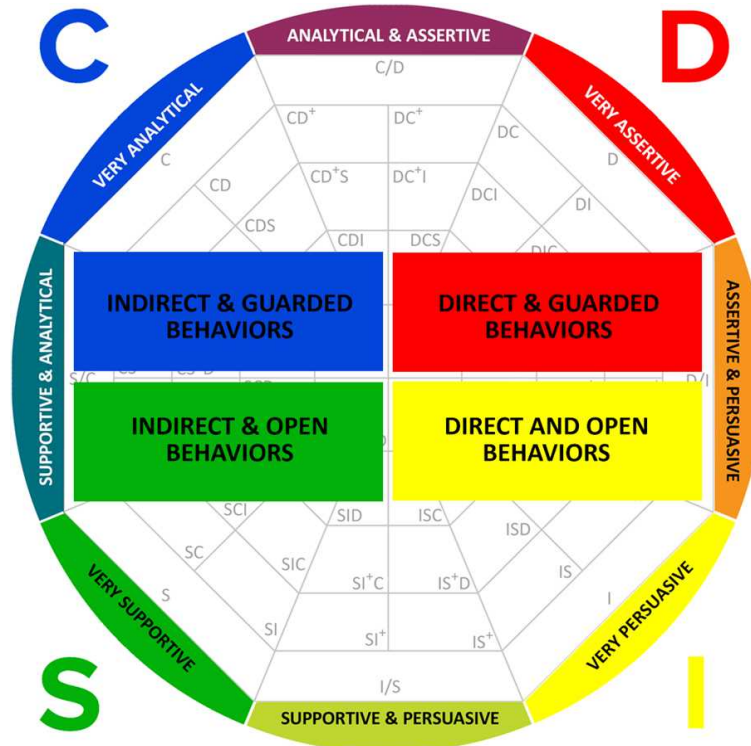 C
ANALYTICAL & ASSERTIVE
D
VERY ANALYTICAL
VERY ASSERTIVE
C/D
CD+
DC+
DC
C
D
CD
CD+S
DC+I
DCI
DI
CDS
CDI
DCS
DIC
INDIRECT & GUARDED
BEHAVIORS
DIRECT & GUARDED
BEHAVIORS
SUPPORTIVE & ANALYTICAL
ASSERTIVE & PERSUASIVE
S/C
D/I
INDIRECT & OPEN
BEHAVIORS
DIRECT AND OPEN
BEHAVIORS
SCI
SID
ISC
ISD
SC
SIC
SI+C
IS+D
IS
S
I
SI
SI+
IS+
VERY SUPPORTIVE
VERY PERSUASIVE
I/S
S
SUPPORTIVE & PERSUASIVE
I